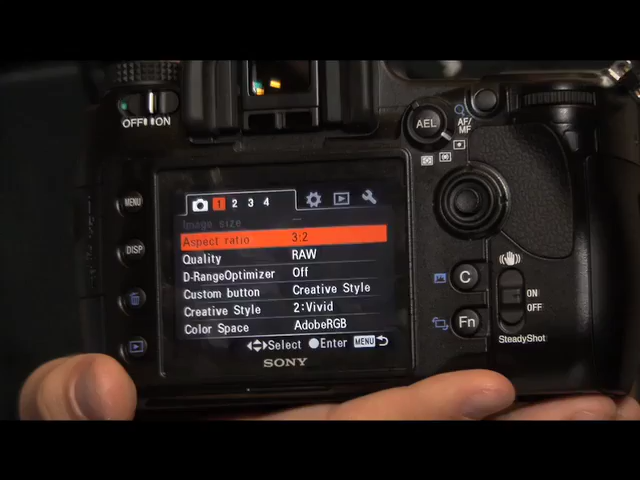 OFF ON
AEL
AF/
MF
MENU
1 2 3 4
Image size --
Aspect ratio 3:2
DISP
Quality RAW
D-RangeOptimizer Off
Custom button Creative Style
Creative Style 2:Vivid
Color Space AdobeRGB
Select Enter MENU
SONY
C
ON
OFF
Fn
SteadyShot